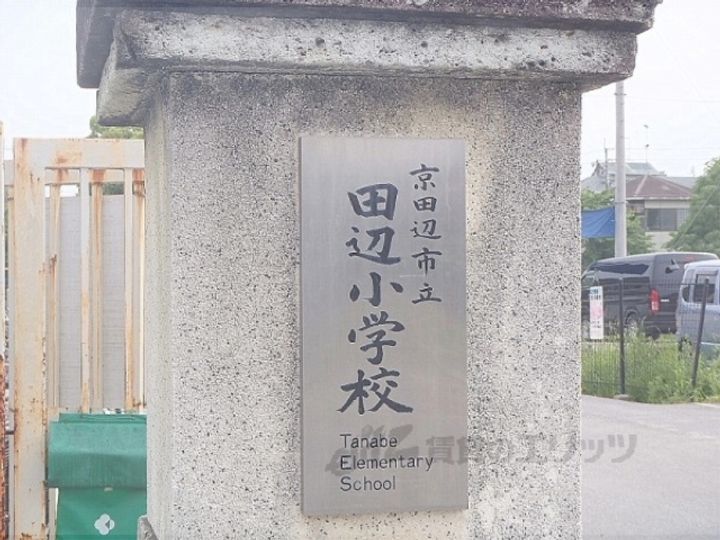 京田辺市立
田辺小学校
Tanabe
Elementary
School
賃貸のエリッツ